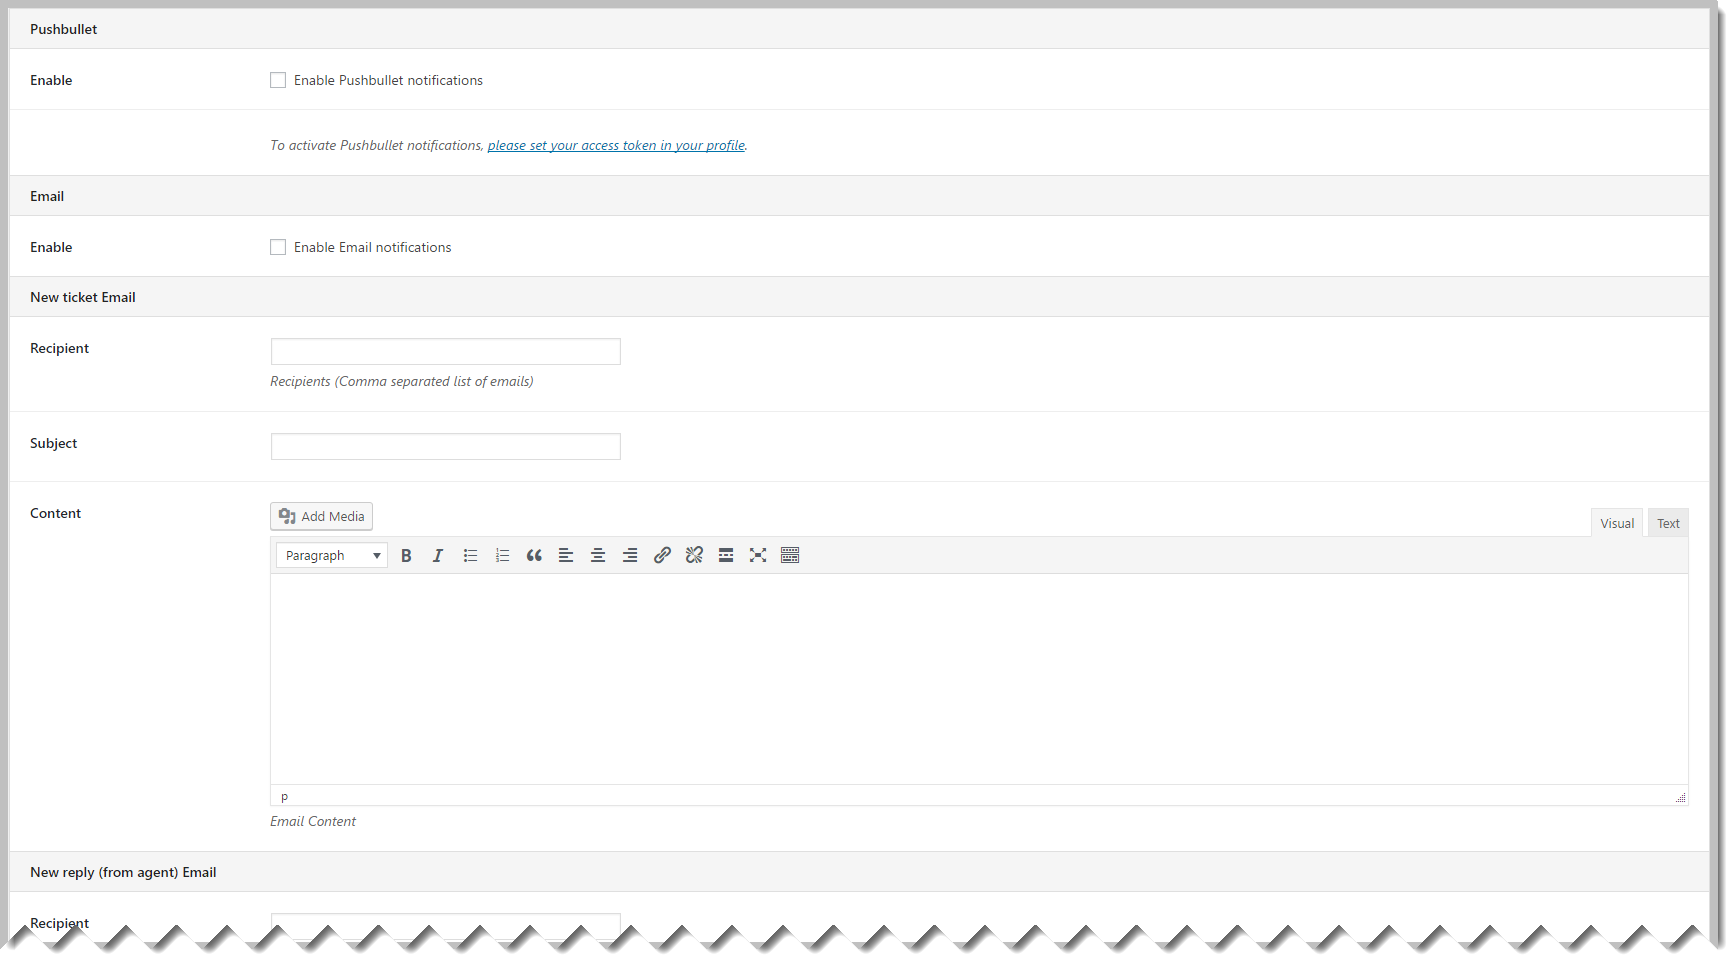 Pushbullet
Enable
Enable Pushbullet notifications
To activate Pushbullet notifications, please set your access token in your profile.
Email
Enable
Enable Email notifications
New ticket Email
Recipient
Recipients (Comma separated list of emails)
Subject
Content
Add Media
Visual
Text
Paragraph
p
Email Content
New reply (from agent) Email
Recipient